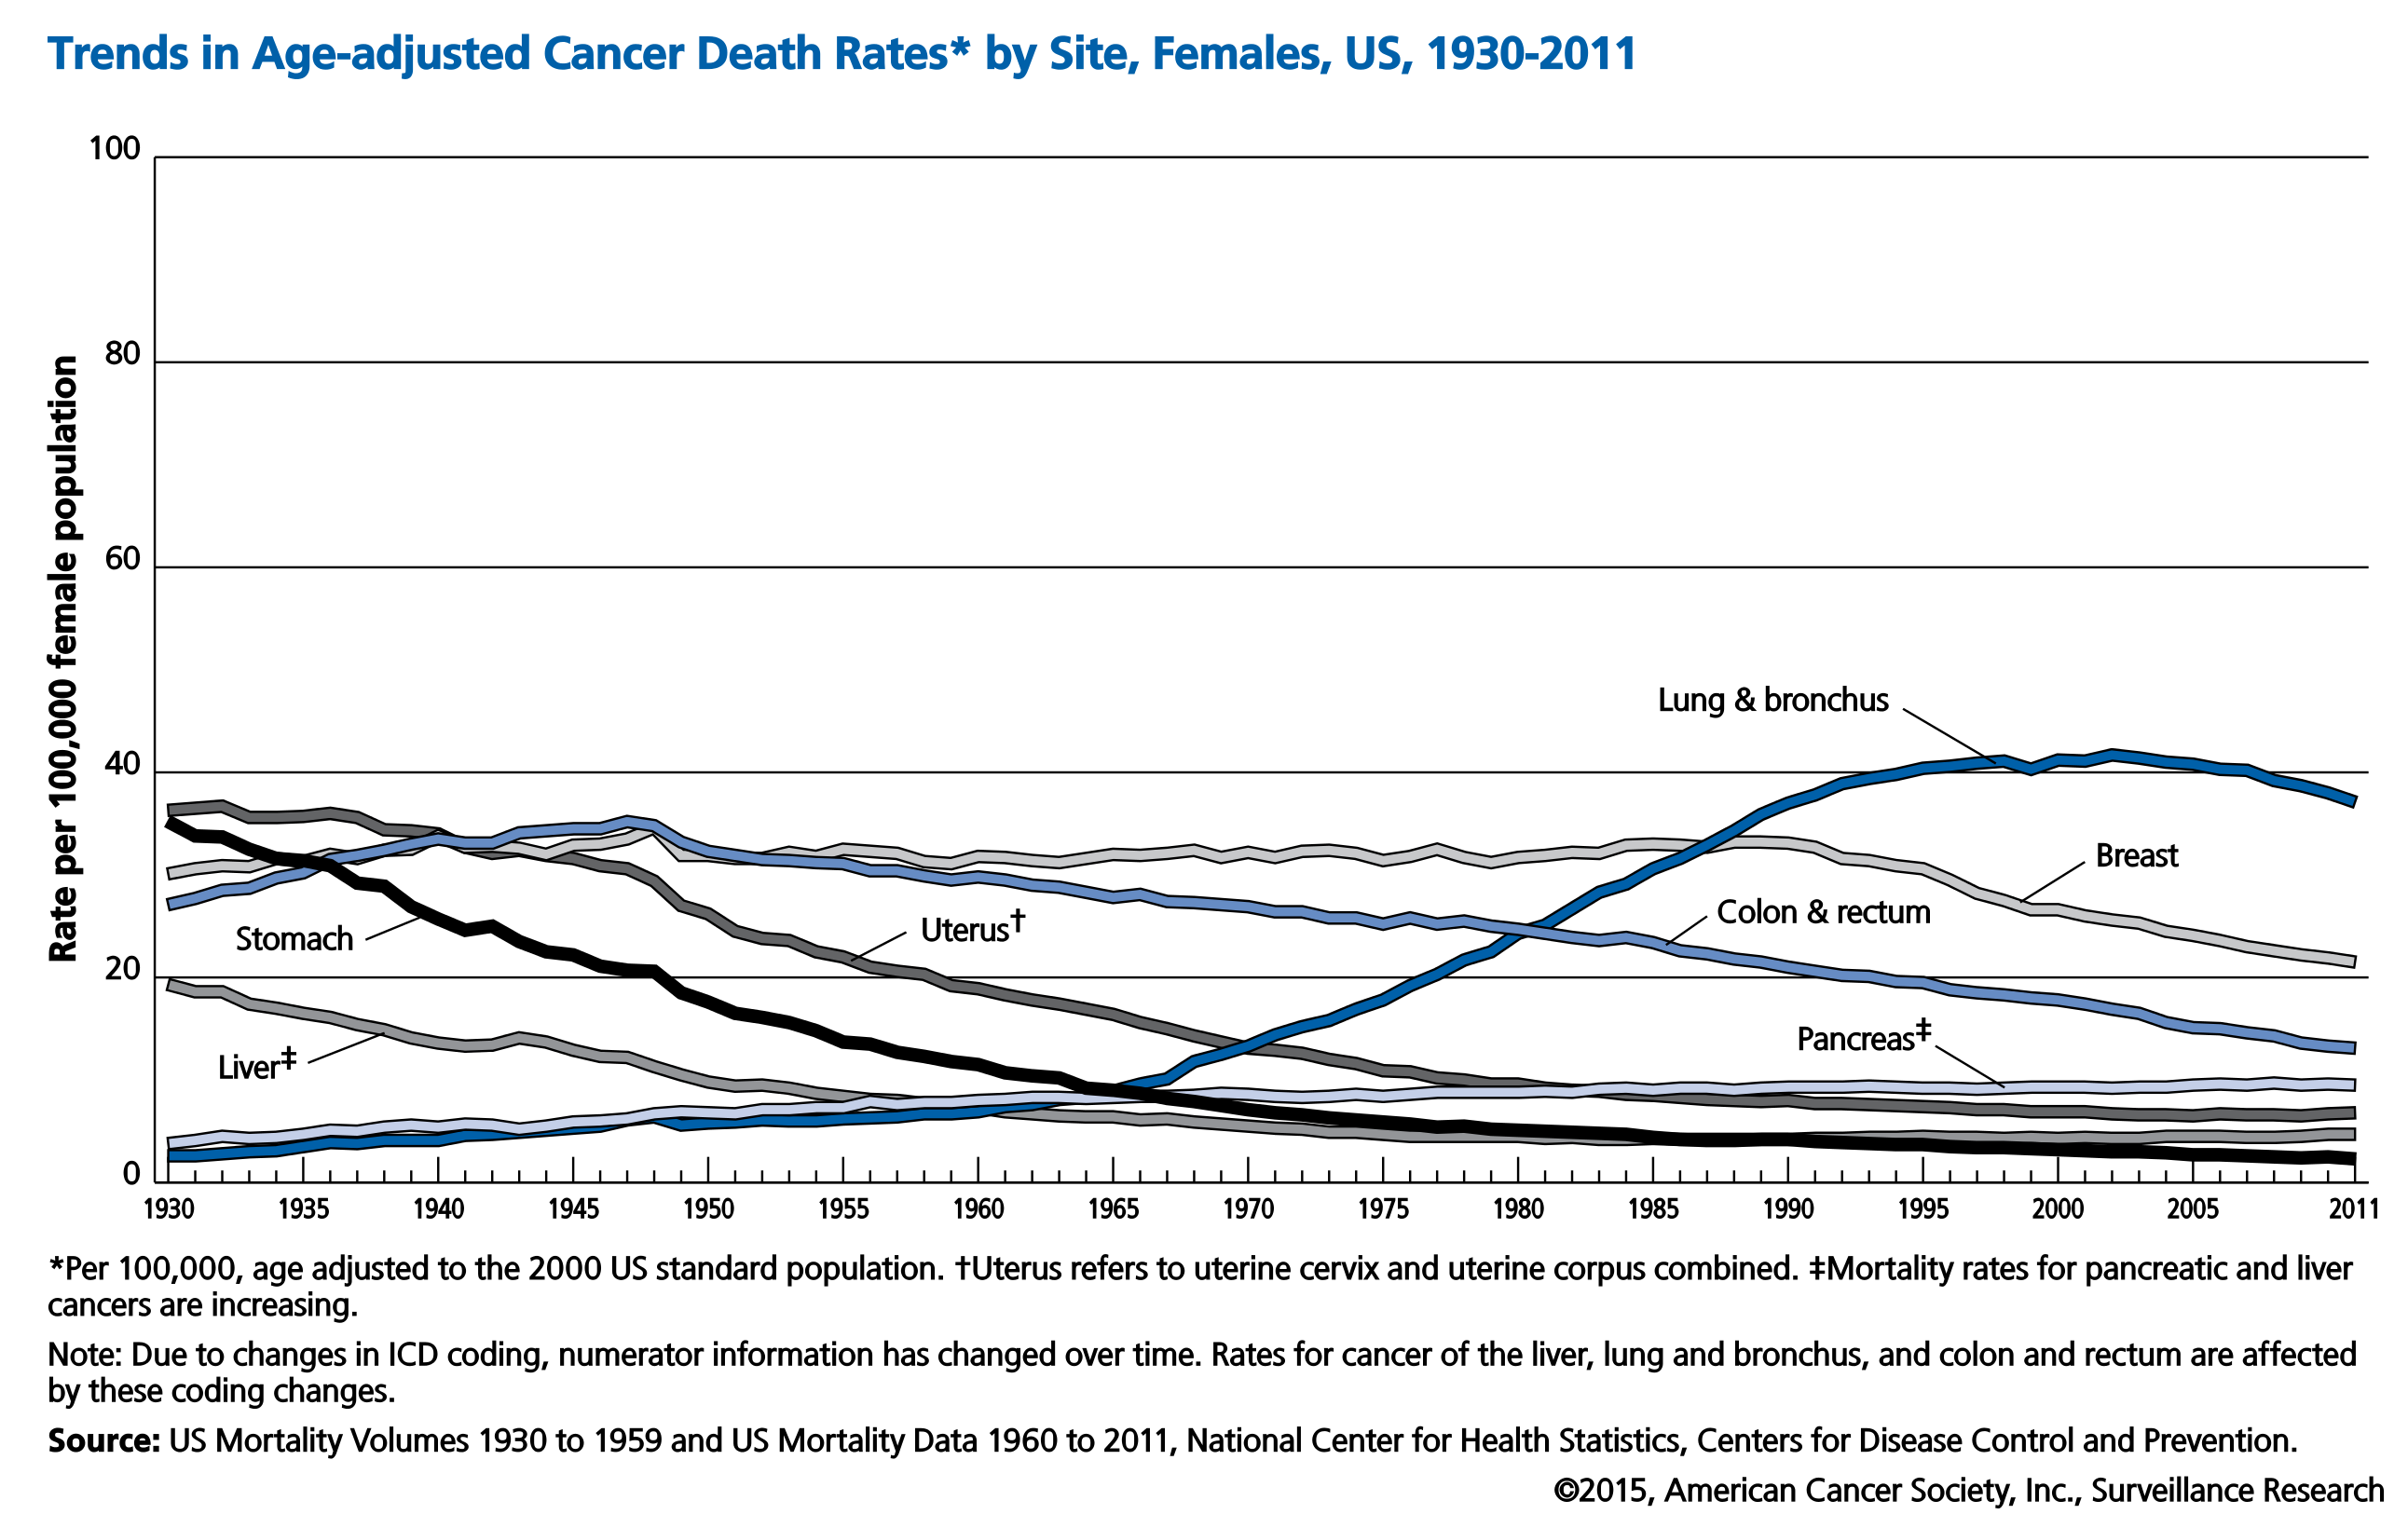 Trends in Age-adjusted Cancer Death Rates* by Site, Females, US, 1930-2011
100
80
60
40
20
0
Rate per 100,000 female population
Lung & bronchus
Breast
Colon & rectum
Uterus†
Stomach
Pancreas‡
Liver‡
1930 1935 1940 1945 1950 1955 1960 1965 1970 1975 1980 1985 1990 1995 2000 2005 2011
*Per 100,000, age adjusted to the 2000 US standard population. †Uterus refers to uterine cervix and uterine corpus combined. ‡Mortality rates for pancreatic and liver
cancers are increasing.
Note: Due to changes in ICD coding, numerator information has changed over time. Rates for cancer of the liver, lung and bronchus, and colon and rectum are affected
by these coding changes.
Source: US Mortality Volumes 1930 to 1959 and US Mortality Data 1960 to 2011, National Center for Health Statistics, Centers for Disease Control and Prevention.
©2015, American Cancer Society, Inc., Surveillance Research